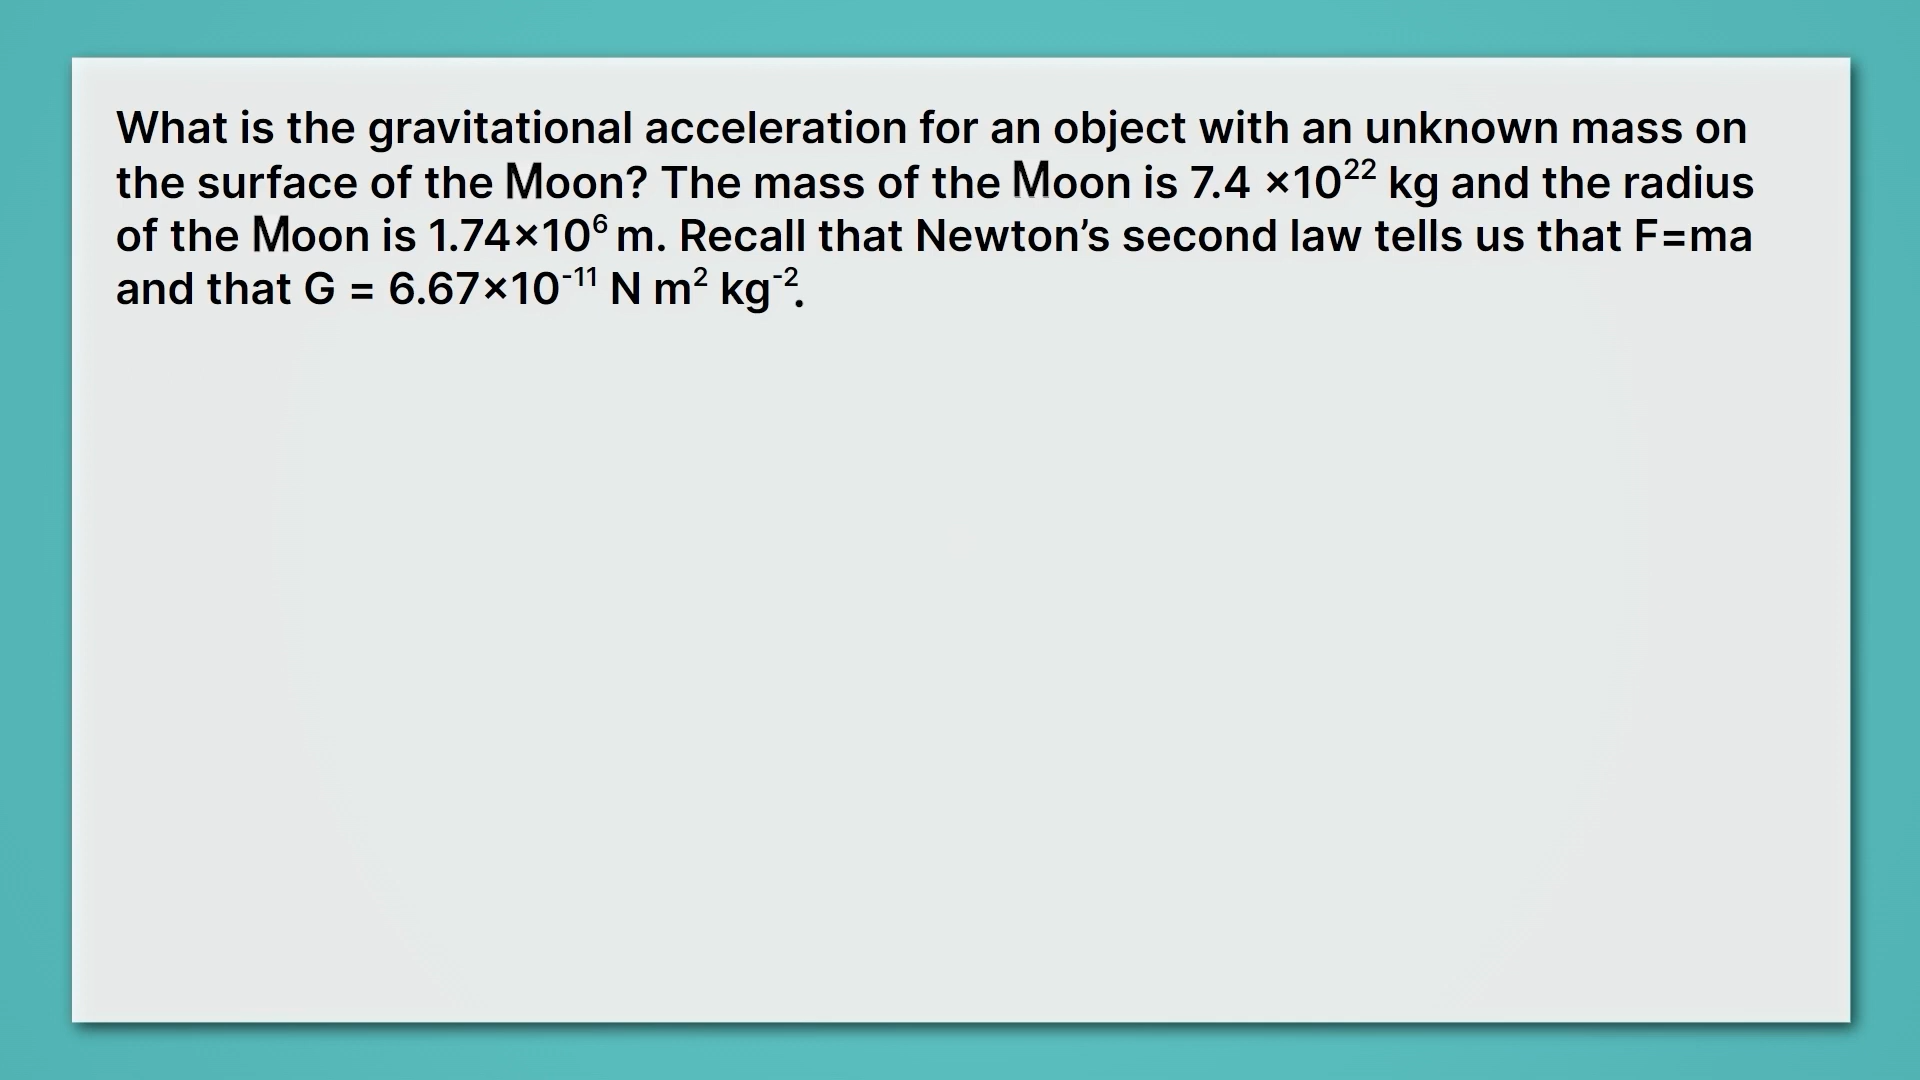 What is the gravitational acceleration for an object with an unknown mass on
the surface of the Moon? The mass of the Moon is 7.4 ×10²² kg and the radius
of the Moon is 1.74×10⁶ m. Recall that Newton’s second law tells us that F=ma
and that G = 6.67×10⁻¹¹ N m² kg⁻².